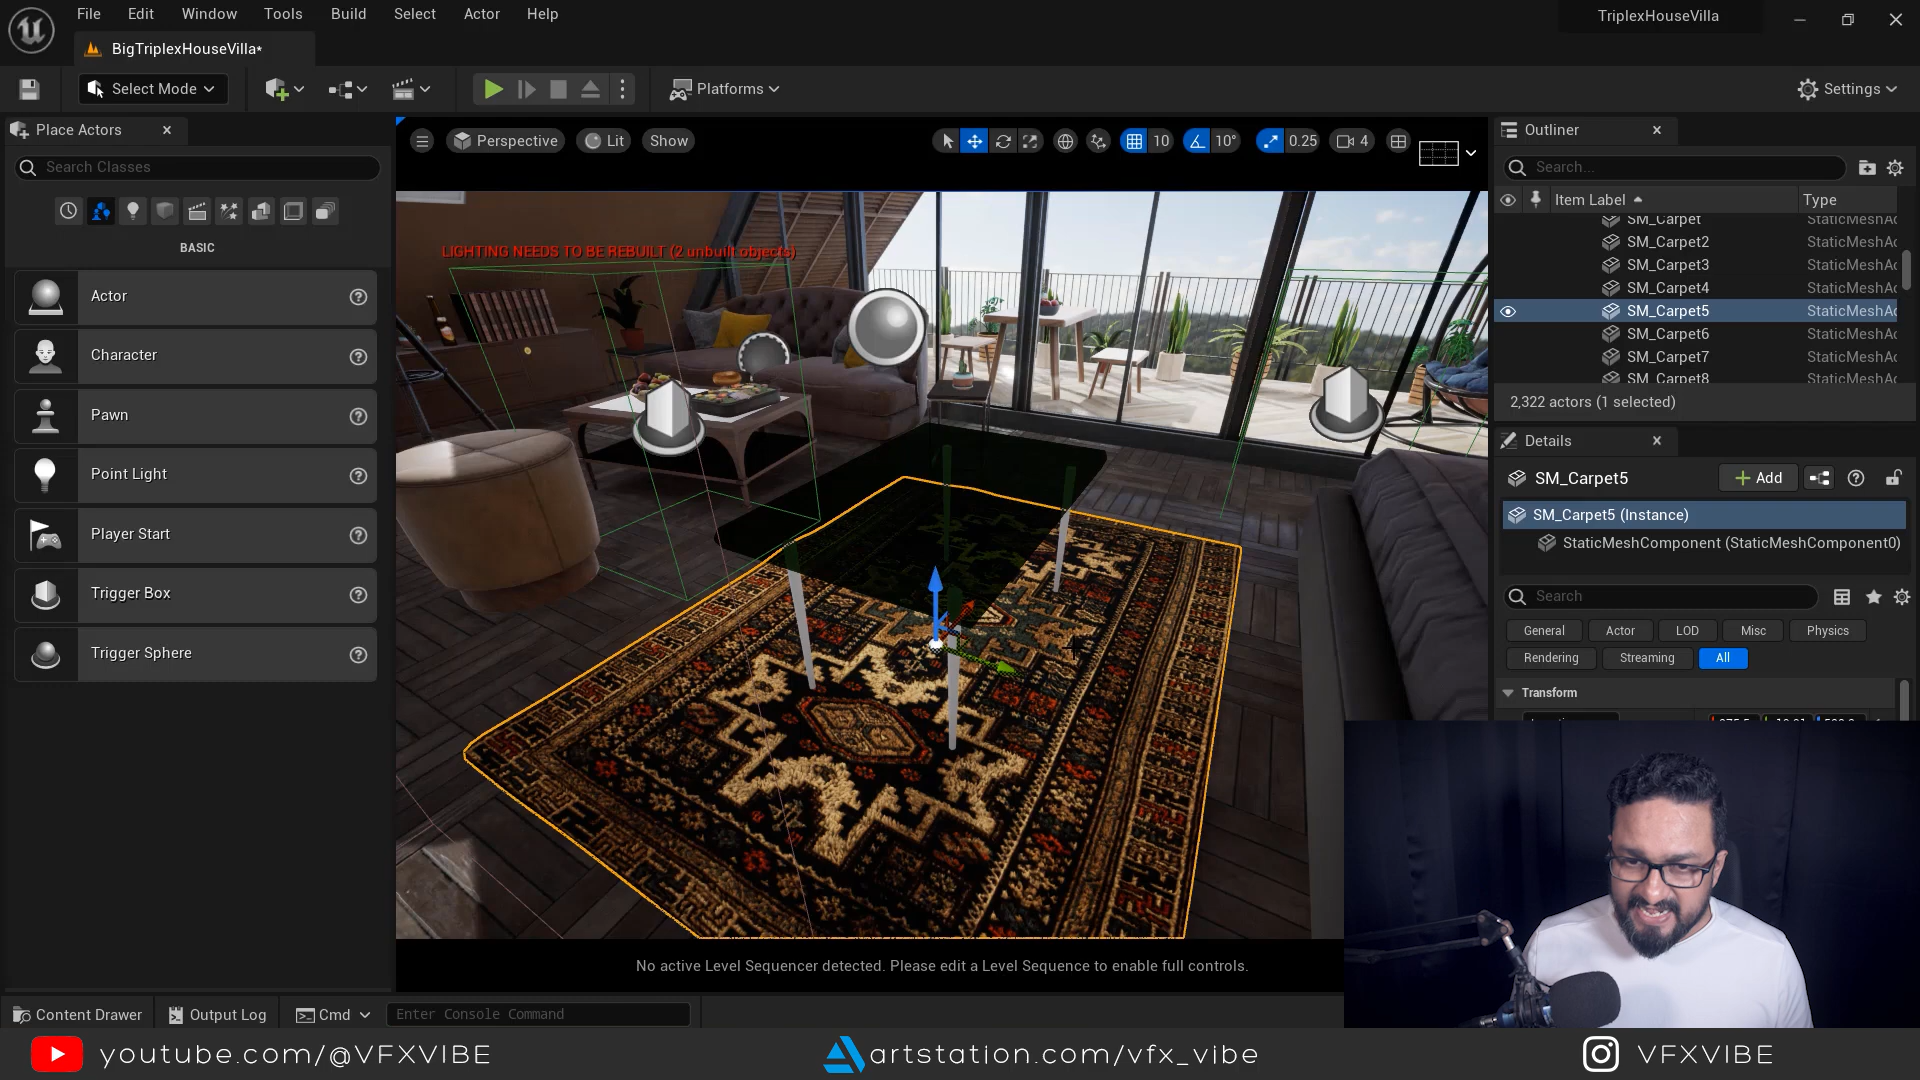 File Edit Window Tools Build Select Actor Help
TriplexHouseVilla
BigTriplexHouseVilla*
Select Mode
Platforms
Settings
Place Actors
Search Classes
BASIC
Actor
Character
Pawn
Point Light
Player Start
Trigger Box
Trigger Sphere
Perspective
Lit
Show
10
10°
0.25
4
LIGHTING NEEDS TO BE REBUILT (2 unbuilt object(s)
No active Level Sequencer detected. Please edit a Level Sequence to enable full controls.
Outliner
Search...
Item Label Type
SM_Carpet StaticMeshAc
SM_Carpet2 StaticMeshAc
SM_Carpet3 StaticMeshAc
SM_Carpet4 StaticMeshAc
SM_Carpet5 StaticMeshAc
SM_Carpet6 StaticMeshAc
SM_Carpet7 StaticMeshAc
SM_Carpet8 StaticMeshAc
2,322 actors (1 selected)
Details
SM_Carpet5
Add
SM_Carpet5 (Instance)
StaticMeshComponent (StaticMeshComponent0)
Search
General Actor LOD Misc Physics
Rendering Streaming All
Transform
Content Drawer
Output Log
Cmd
Enter Console Command
youtube.com/@VFXVIBE
artstation.com/vfx_vibe
VFXVIBE